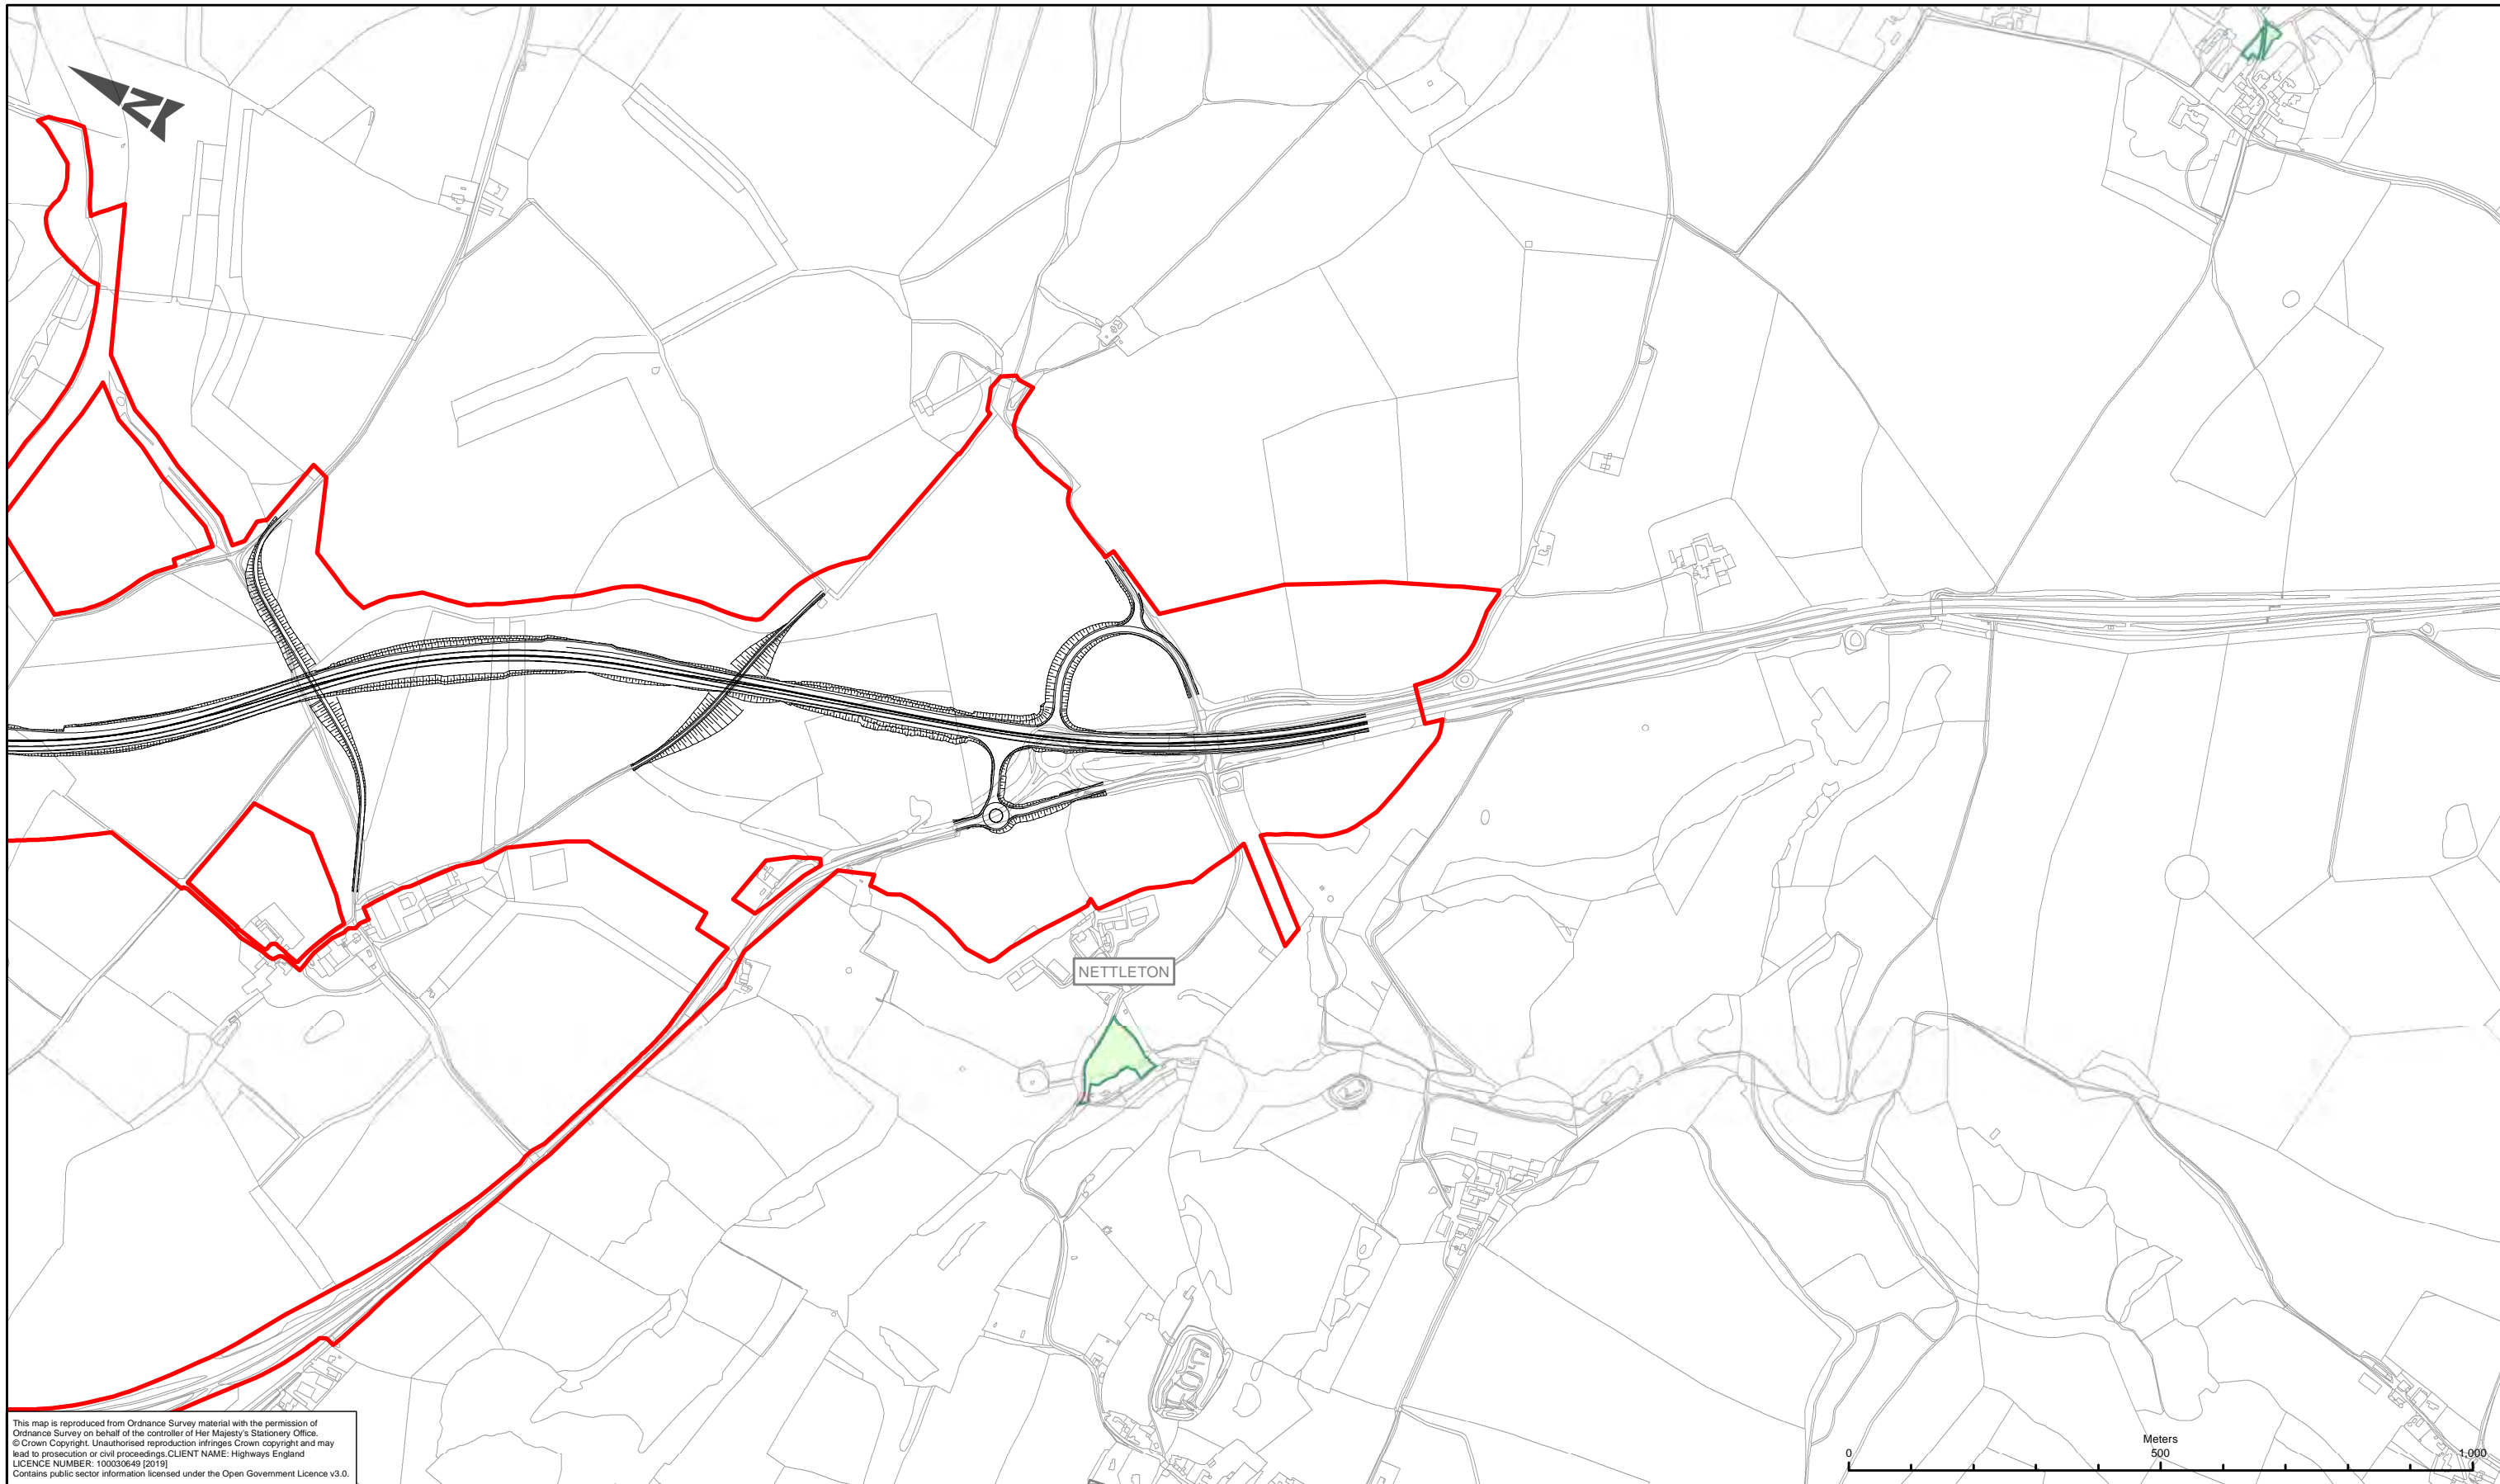 N
NETTLETON
This map is reproduced from Ordnance Survey material with the permission of
Ordnance Survey on behalf of the controller of Her Majesty's Stationery Office.
© Crown Copyright. Unauthorised reproduction infringes Crown copyright and may
lead to prosecution or civil proceedings.CLIENT NAME: Highways England
LICENCE NUMBER: 100030649 [2019]
Contains public sector information licensed under the Open Government Licence v3.0.
Meters
0 500 1,000